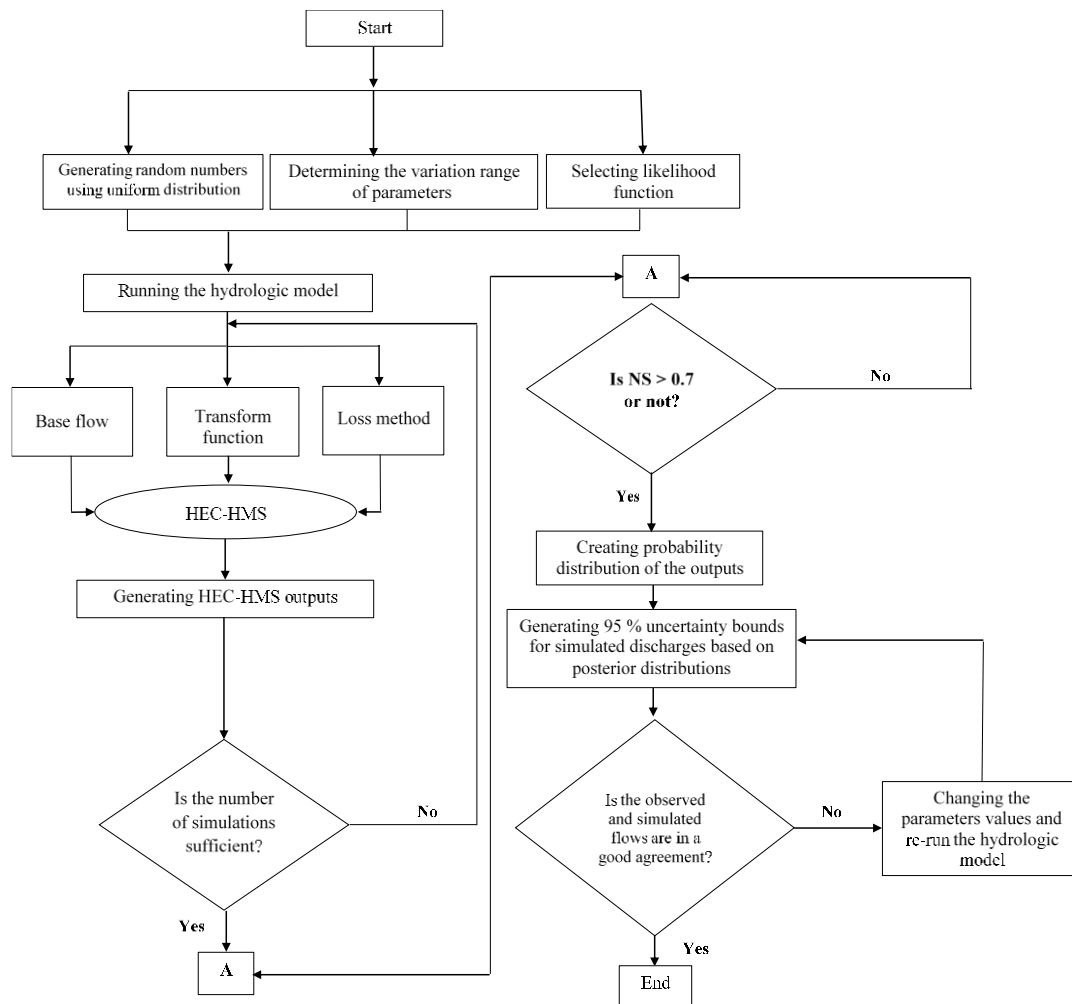 Start
Generating random numbers
using uniform distribution
Determining the variation range
of parameters
Selecting likelihood
function
Running the hydrologic model
Base flow
Transform
function
Loss method
HEC-HMS
Generating HEC-HMS outputs
Is the number
of simulations
sufficient?
No
Yes
A
A
Is NS > 0.7
or not?
No
Yes
Creating probability
distribution of the outputs
Generating 95 % uncertainty bounds
for simulated discharges based on
posterior distributions
Is the observed
and simulated
flows are in a
good agreement?
No
Changing the
parameters values and
re-run the hydrologic
model
Yes
End